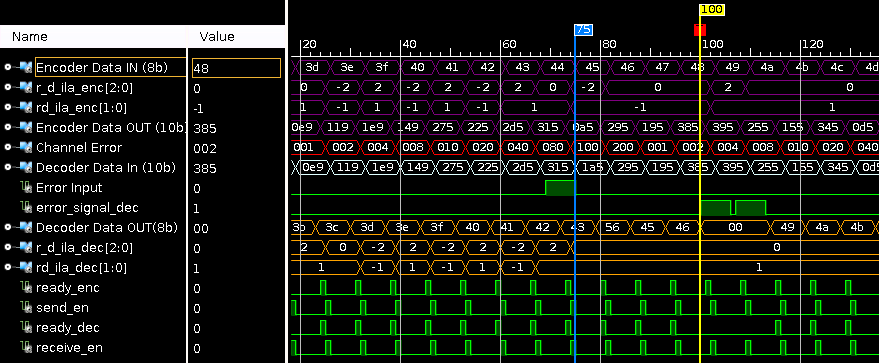 100
75
Name Value
20 40 60 80 100 120
Encoder Data IN (8b) 48 3d 3e 3f 40 41 42 43 44 45 46 47 48 49 4a 4b 4c 4d
r_d_ila_enc[2:0] 0 0 -2 2 -2 2 2 0 -2 0 2 0
rd_ila_enc[1:0] -1 1 -1 1 -1 1 -1 1 -1 1
Encoder Data OUT (10b) 385 0e9 119 1e9 149 275 225 2d5 315 0a5 295 195 385 395 255 155 345 0d5
Channel Error 002 001 002 004 008 010 020 040 080 100 200 001 002 004 008 010 020 040
Decoder Data In (10b) 385 0e9 119 1e9 149 275 225 2d5 315 1a5 295 195 385 395 255 155 345 0d5
Error Input 0
error_signal_dec 1
Decoder Data OUT(8b) 00 3b 3c 3d 3e 3f 40 41 42 43 56 45 46 00 49 4a 4b
r_d_ila_dec[2:0] 0 2 0 -2 2 -2 2 -2 2 0
rd_ila_dec[1:0] 1 1 -1 1 -1 1 -1 1
ready_enc 0
send_en 0
ready_dec 0
receive_en 0